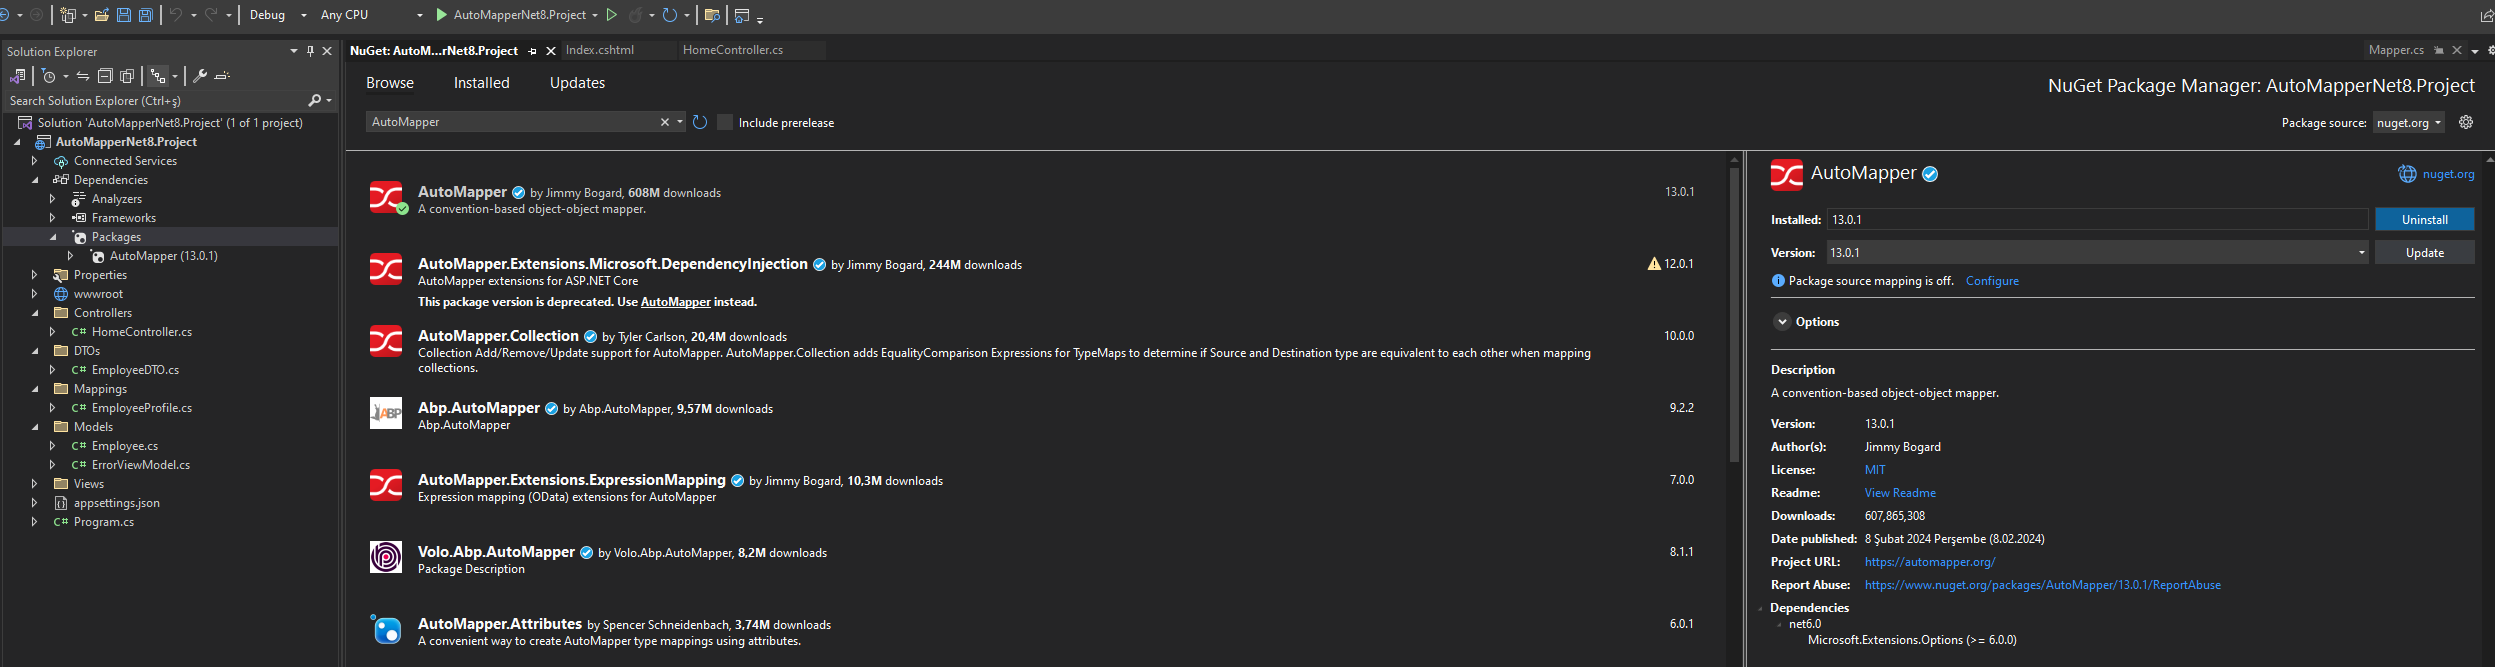 Debug
Any CPU
AutoMapperNet8.Project
Solution Explorer
Search Solution Explorer (Ctrl+ş)
Solution 'AutoMapperNet8.Project' (1 of 1 project)
AutoMapperNet8.Project
Connected Services
Dependencies
Analyzers
Frameworks
Packages
AutoMapper (13.0.1)
Properties
wwwroot
Controllers
C# HomeController.cs
DTOs
C# EmployeeDTO.cs
Mappings
C# EmployeeProfile.cs
Models
C# Employee.cs
C# ErrorViewModel.cs
Views
appsettings.json
C# Program.cs
NuGet: AutoM...rNet8.Project
Index.cshtml
HomeController.cs
Mapper.cs
Browse
Installed
Updates
NuGet Package Manager: AutoMapperNet8.Project
AutoMapper
Include prerelease
Package source: nuget.org
AutoMapper by Jimmy Bogard, 608M downloads
13.0.1
A convention-based object-object mapper.
AutoMapper.Extensions.Microsoft.DependencyInjection by Jimmy Bogard, 244M downloads
12.0.1
AutoMapper extensions for ASP.NET Core
This package version is deprecated. Use AutoMapper instead.
AutoMapper.Collection by Tyler Carlson, 20,4M downloads
10.0.0
Collection Add/Remove/Update support for AutoMapper. AutoMapper.Collection adds EqualityComparison Expressions for TypeMaps to determine if Source and Destination type are equivalent to each other when mapping
collections.
ABP
Abp.AutoMapper by Abp.AutoMapper, 9,57M downloads
9.2.2
Abp.AutoMapper
AutoMapper.Extensions.ExpressionMapping by Jimmy Bogard, 10,3M downloads
7.0.0
Expression mapping (OData) extensions for AutoMapper
Volo.Abp.AutoMapper by Volo.Abp.AutoMapper, 8,2M downloads
8.1.1
Package Description
AutoMapper.Attributes by Spencer Schneidenbach, 3,74M downloads
6.0.1
A convenient way to create AutoMapper type mappings using attributes.
AutoMapper
nuget.org
Installed: 13.0.1
Uninstall
Version: 13.0.1
Update
Package source mapping is off. Configure
Options
Description
A convention-based object-object mapper.
Version: 13.0.1
Author(s): Jimmy Bogard
License: MIT
Readme: View Readme
Downloads: 607,865,308
Date published: 8 Şubat 2024 Perşembe (8.02.2024)
Project URL: https://automapper.org/
Report Abuse: https://www.nuget.org/packages/AutoMapper/13.0.1/ReportAbuse
Dependencies
net6.0
Microsoft.Extensions.Options (>= 6.0.0)